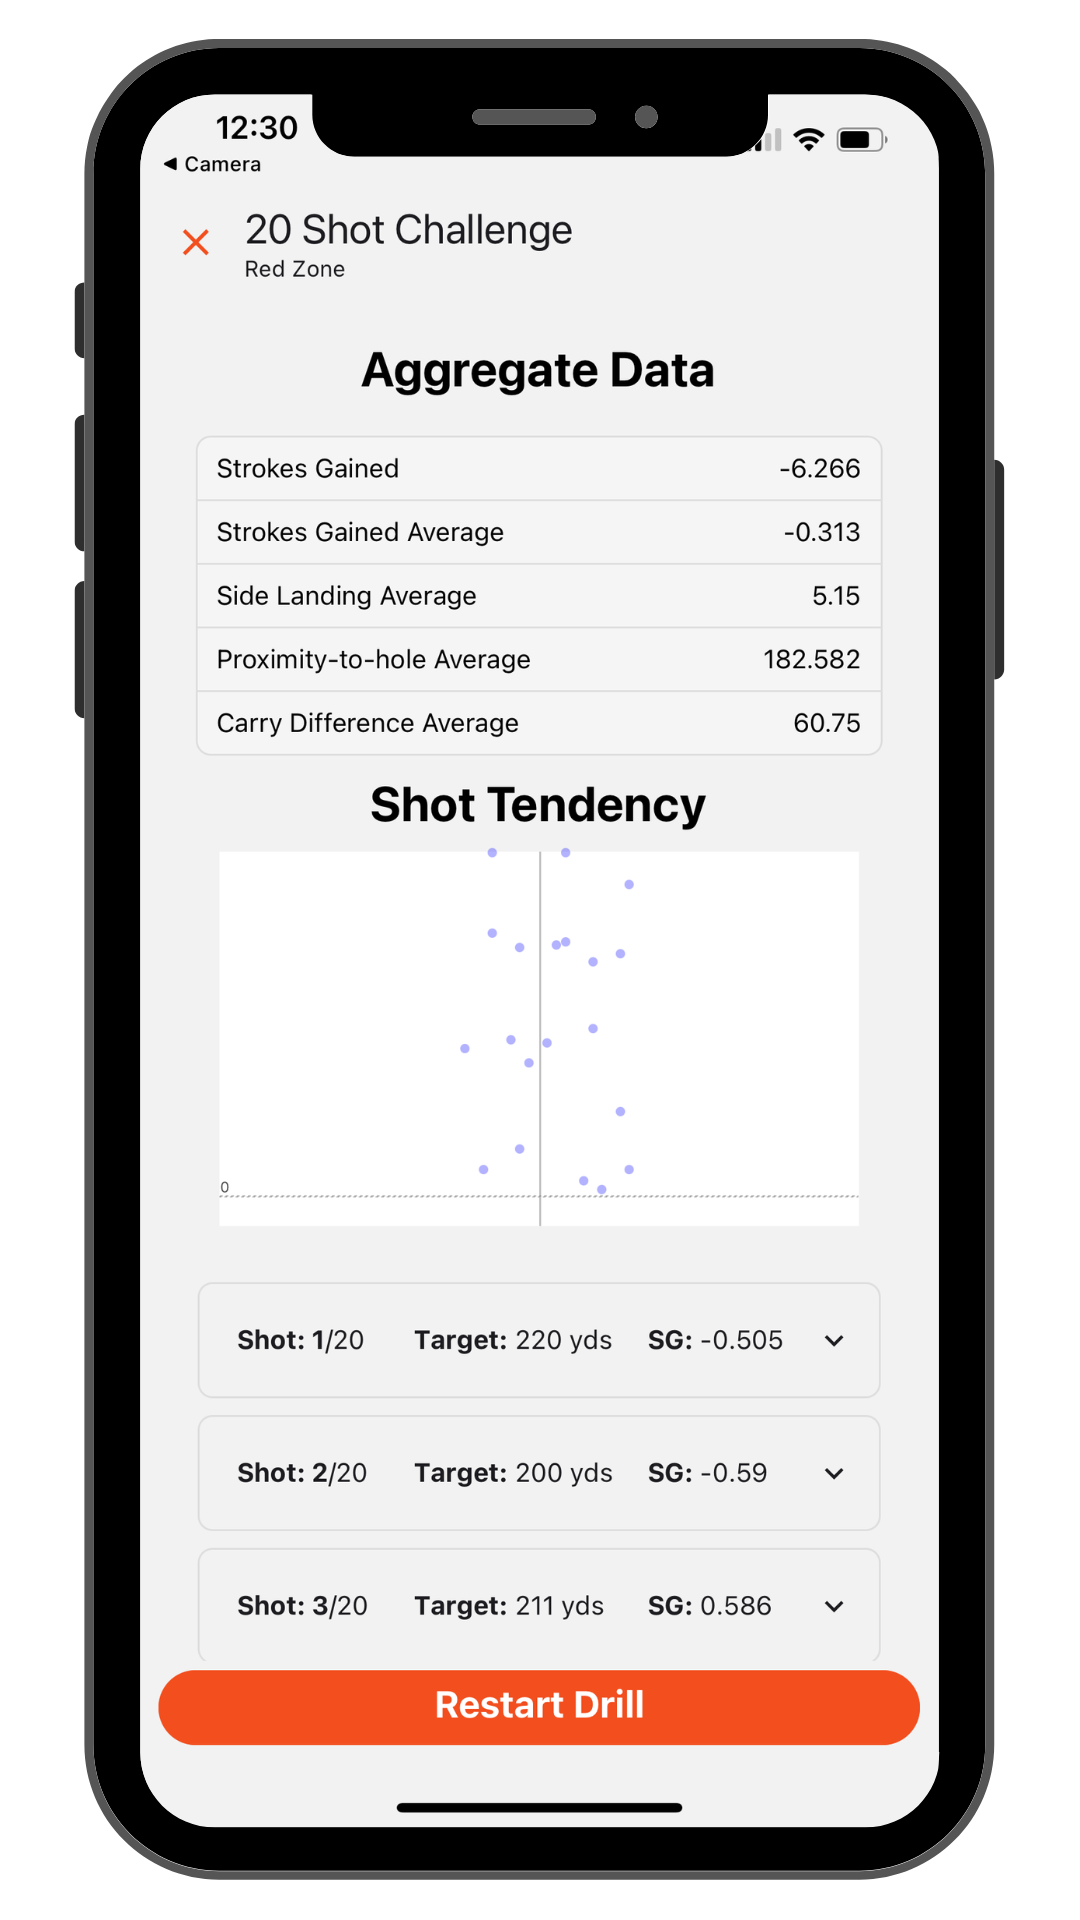 12:30
◀ Camera
20 Shot Challenge
Red Zone
Aggregate Data
Strokes Gained -6.266
Strokes Gained Average -0.313
Side Landing Average 5.15
Proximity-to-hole Average 182.582
Carry Difference Average 60.75
Shot Tendency
0
Shot: 1/20 Target: 220 yds SG: -0.505
Shot: 2/20 Target: 200 yds SG: -0.59
Shot: 3/20 Target: 211 yds SG: 0.586
Restart Drill